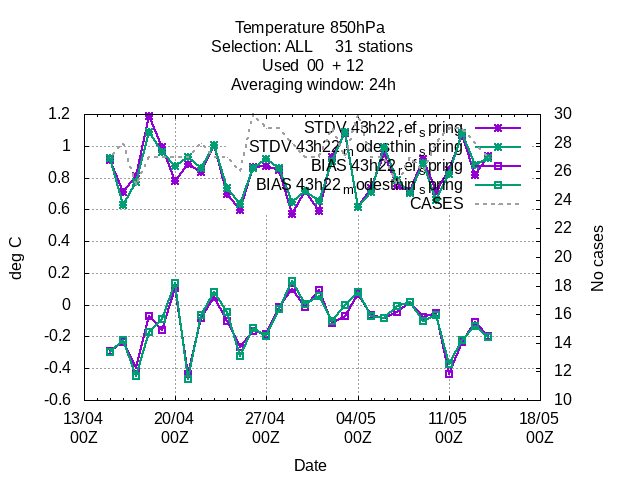 Temperature 850hPa
Selection: ALL 31 stations
Used 00 + 12
Averaging window: 24h
STDV 43h22_ref_spring
STDV 43h22_modesthin_spring
BIAS 43h22_ref_spring
BIAS 43h22_modesthin_spring
CASES
1.2
1
0.8
0.6
0.4
0.2
0
-0.2
-0.4
-0.6
deg C
30
28
26
24
22
20
18
16
14
12
10
No cases
13/04 20/04 27/04 04/05 11/05 18/05
00Z 00Z 00Z 00Z 00Z 00Z
Date